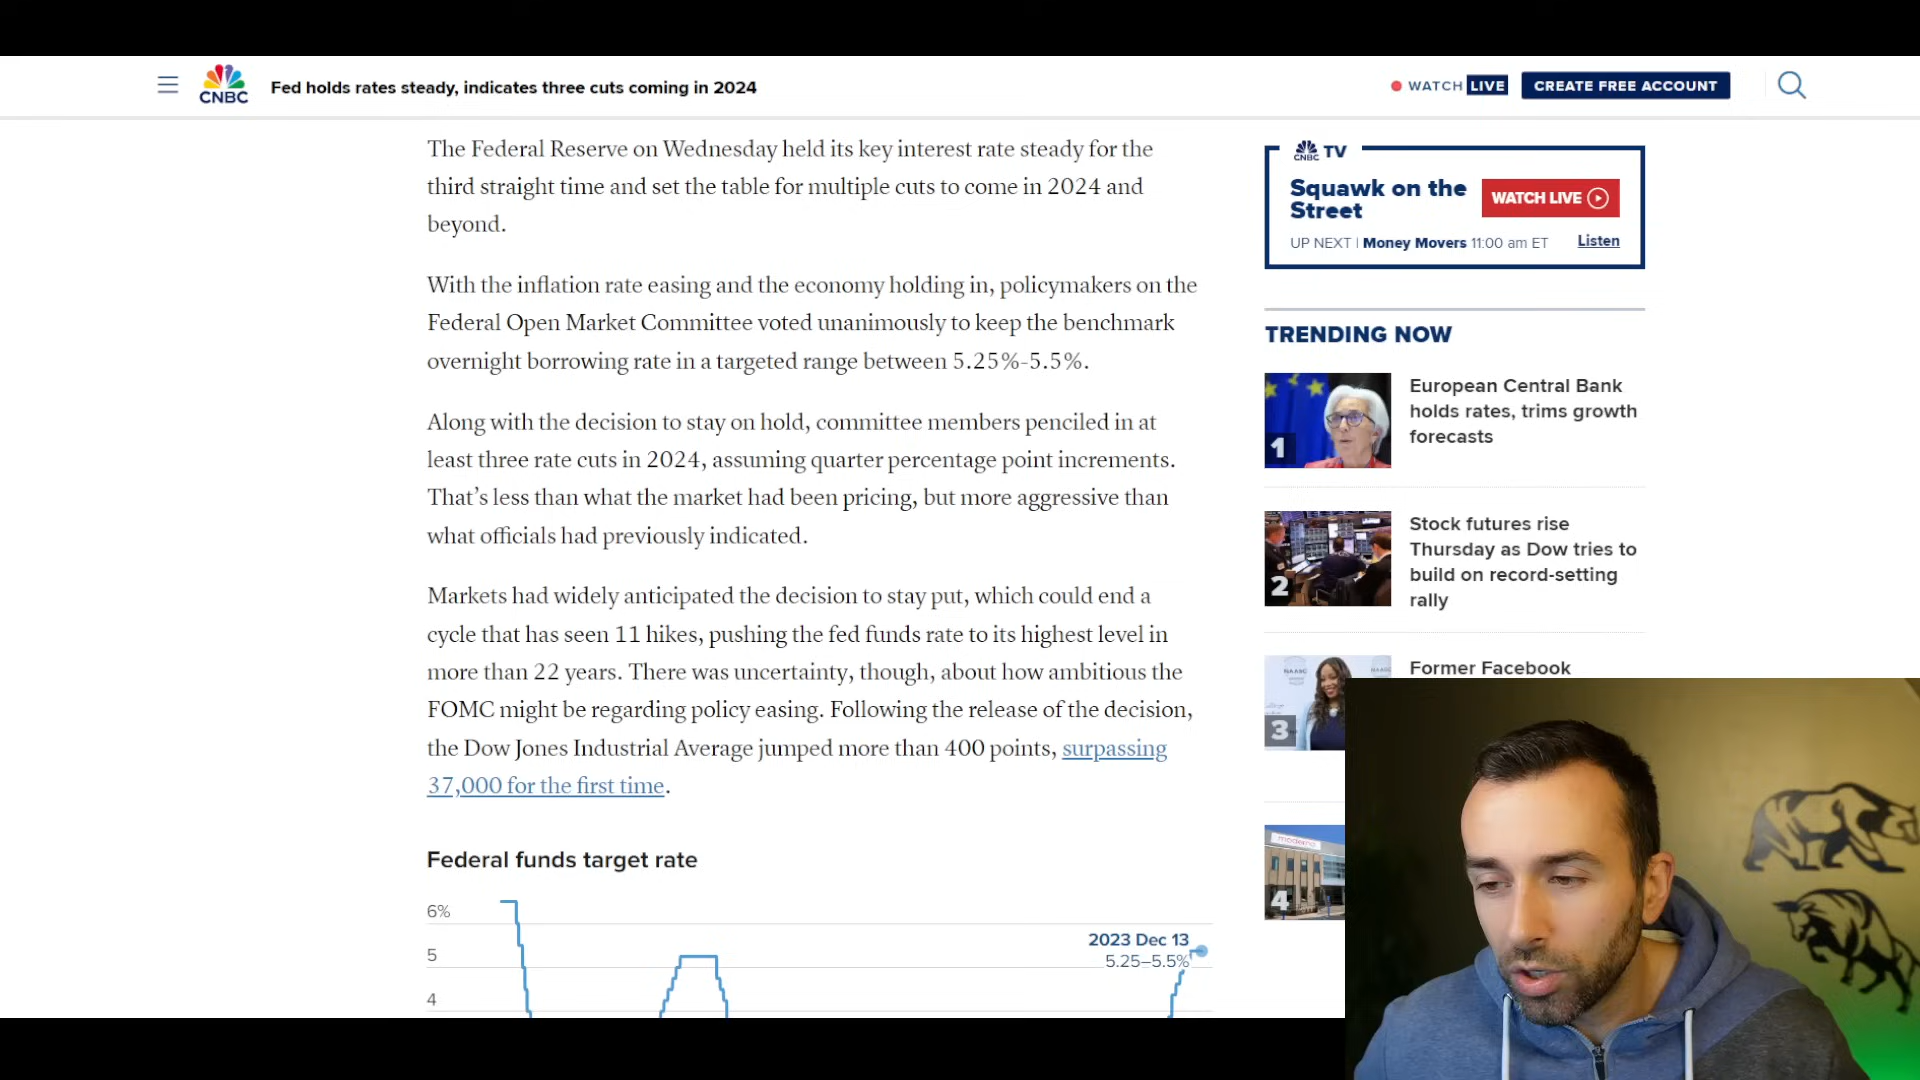 CNBC
Fed holds rates steady, indicates three cuts coming in 2024
WATCH LIVE
CREATE FREE ACCOUNT
The Federal Reserve on Wednesday held its key interest rate steady for the
third straight time and set the table for multiple cuts to come in 2024 and
beyond.
With the inflation rate easing and the economy holding in, policymakers on the
Federal Open Market Committee voted unanimously to keep the benchmark
overnight borrowing rate in a targeted range between 5.25%-5.5%.
Along with the decision to stay on hold, committee members penciled in at
least three rate cuts in 2024, assuming quarter percentage point increments.
That’s less than what the market had been pricing, but more aggressive than
what officials had previously indicated.
Markets had widely anticipated the decision to stay put, which could end a
cycle that has seen 11 hikes, pushing the fed funds rate to its highest level in
more than 22 years. There was uncertainty, though, about how ambitious the
FOMC might be regarding policy easing. Following the release of the decision,
the Dow Jones Industrial Average jumped more than 400 points, surpassing
37,000 for the first time.
Federal funds target rate
6%
5
4
2023 Dec 13
5.25–5.5%
CNBC TV
Squawk on the
Street
WATCH LIVE
UP NEXT | Money Movers 11:00 am ET
Listen
TRENDING NOW
1
European Central Bank
holds rates, trims growth
forecasts
2
Stock futures rise
Thursday as Dow tries to
build on record-setting
rally
3
Former Facebook
4
moderna